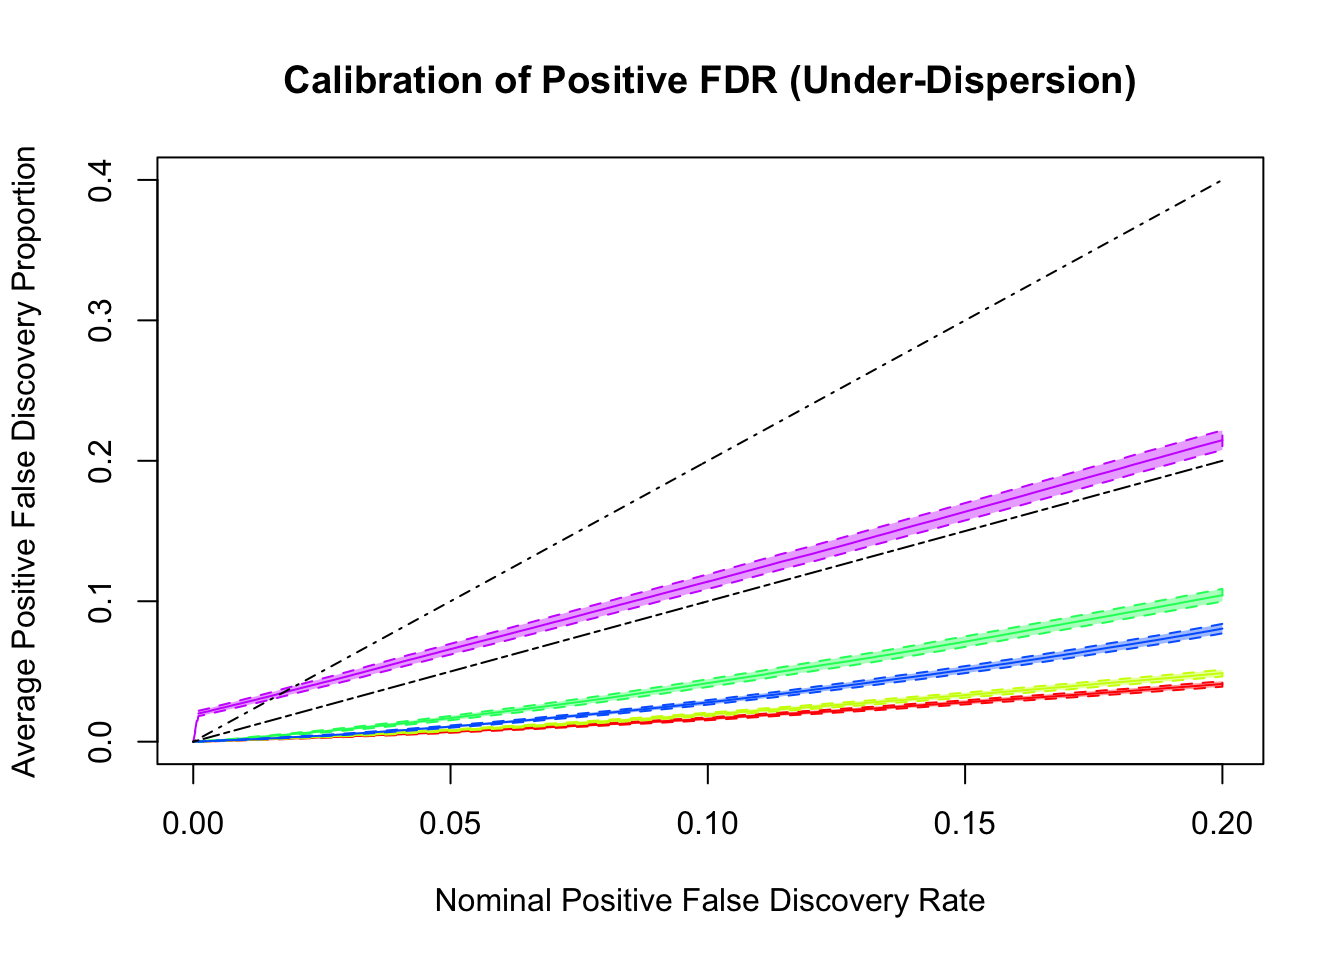 Calibration of Positive FDR (Under-Dispersion)
Average Positive False Discovery Proportion
0.4
0.3
0.2
0.1
0.0
0.00 0.05 0.10 0.15 0.20
Nominal Positive False Discovery Rate